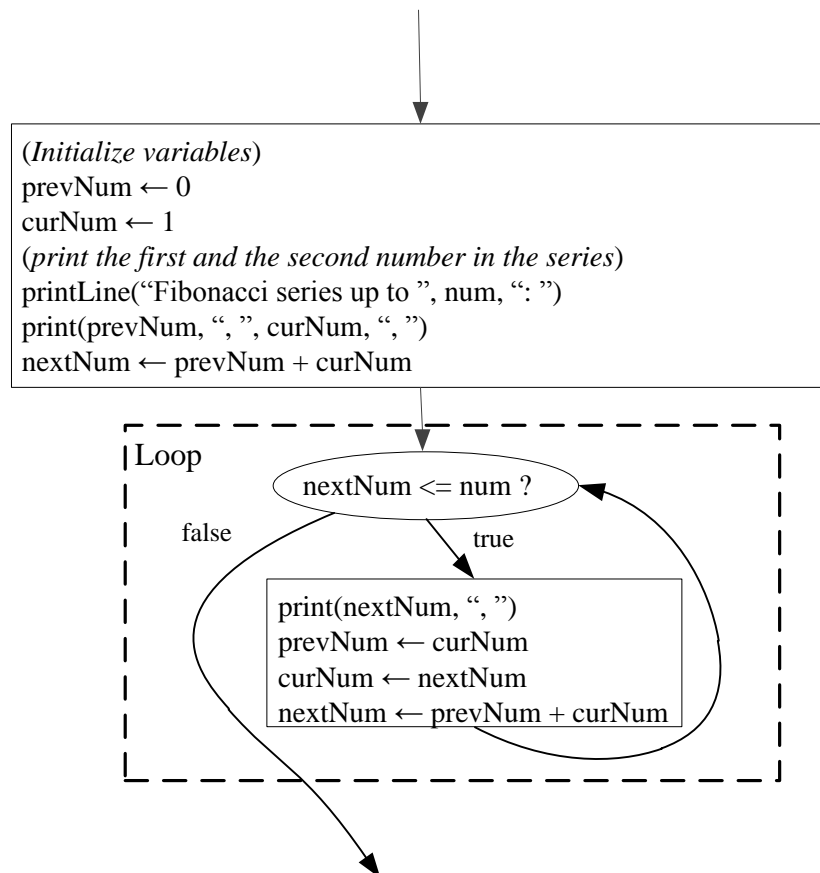 (Initialize variables)
prevNum ← 0
curNum ← 1
(print the first and the second number in the series)
printLine(“Fibonacci series up to ”, num, “: ”)
print(prevNum, “, ”, curNum, “, ”)
nextNum ← prevNum + curNum
Loop
nextNum <= num ?
false
true
print(nextNum, “, ”)
prevNum ← curNum
curNum ← nextNum
nextNum ← prevNum + curNum